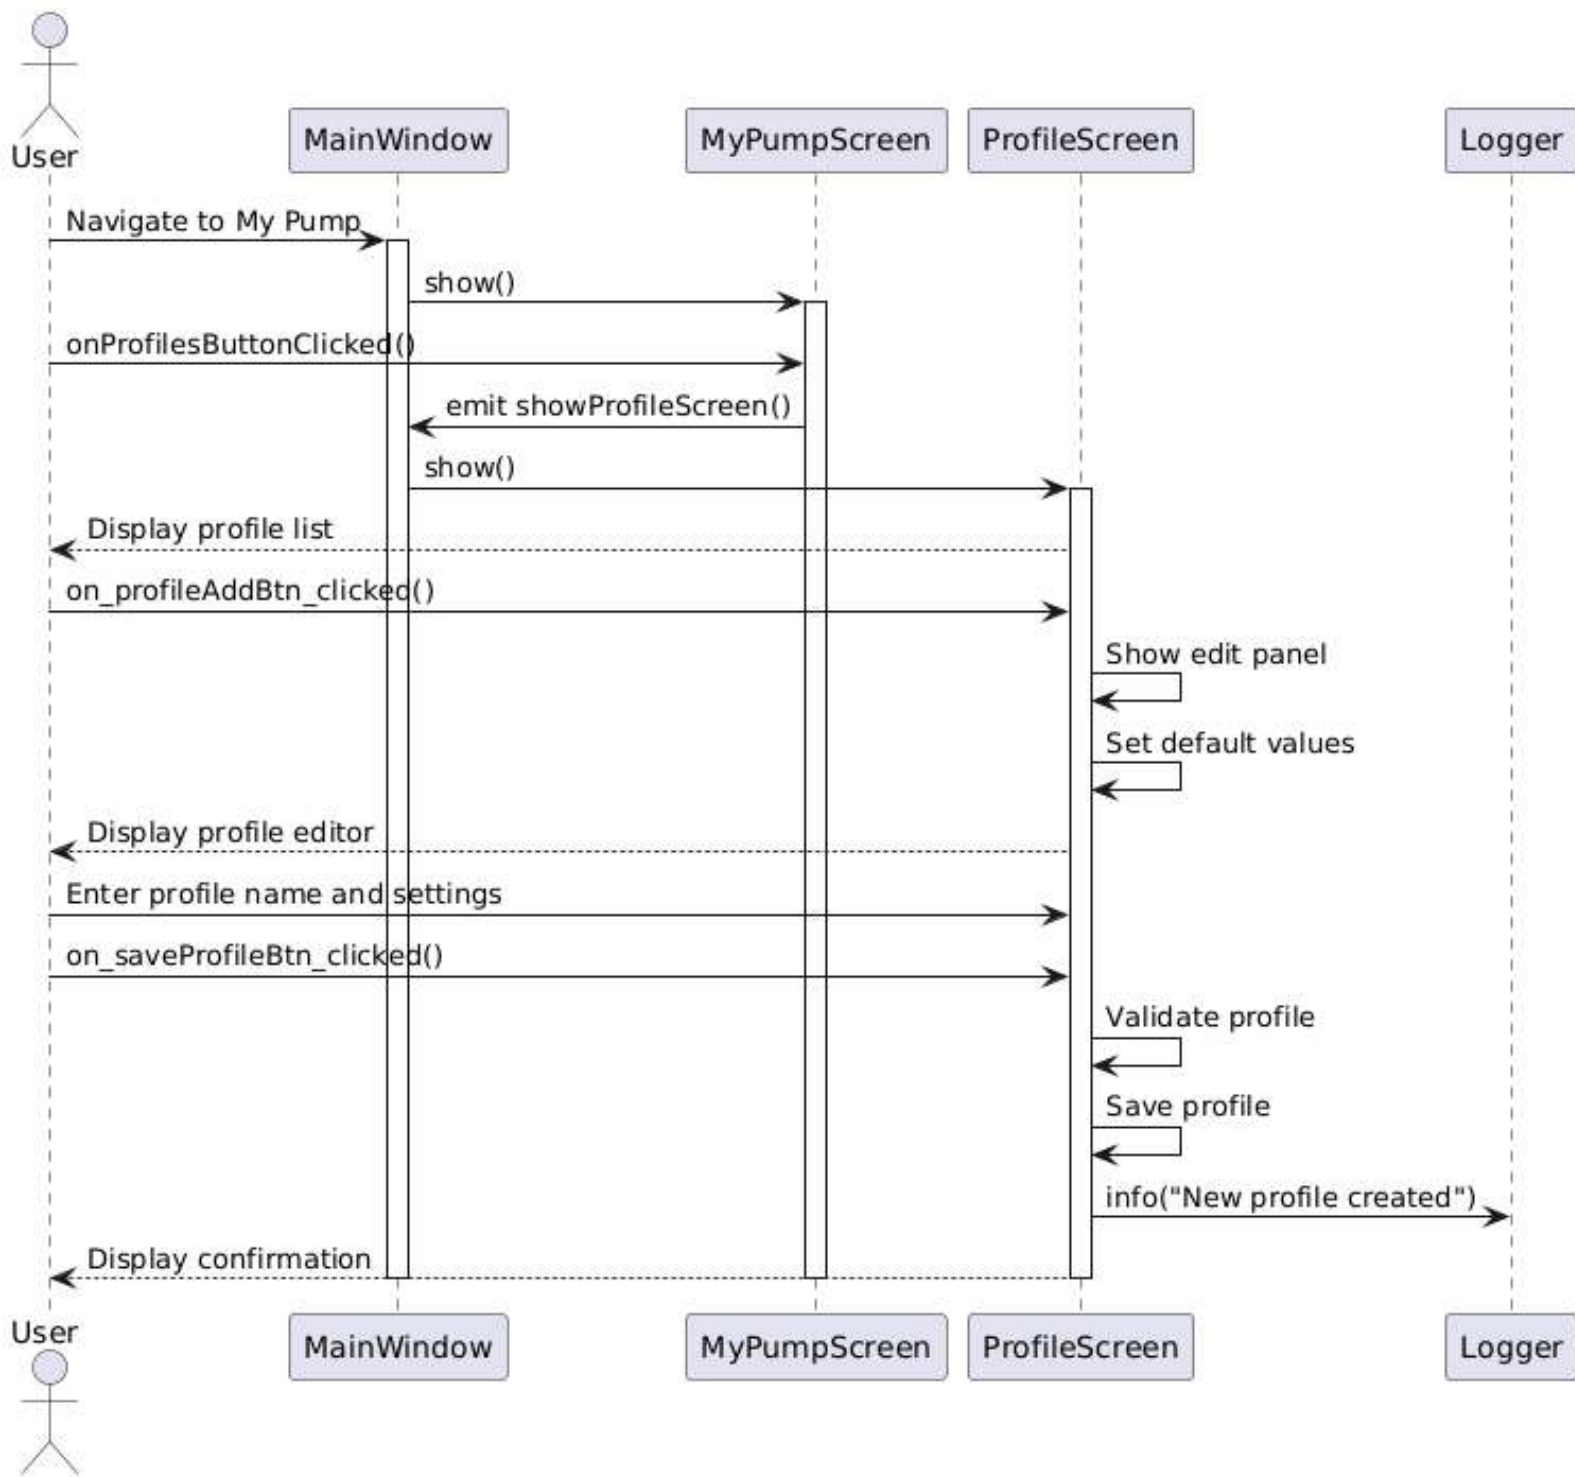 User
MainWindow
MyPumpScreen
ProfileScreen
Logger
Navigate to My Pump
show()
onProfilesButtonClicked()
emit showProfileScreen()
show()
Display profile list
on_profileAddBtn_clicked()
Show edit panel
Set default values
Display profile editor
Enter profile name and settings
on_saveProfileBtn_clicked()
Validate profile
Save profile
info("New profile created")
Display confirmation
User
MainWindow
MyPumpScreen
ProfileScreen
Logger